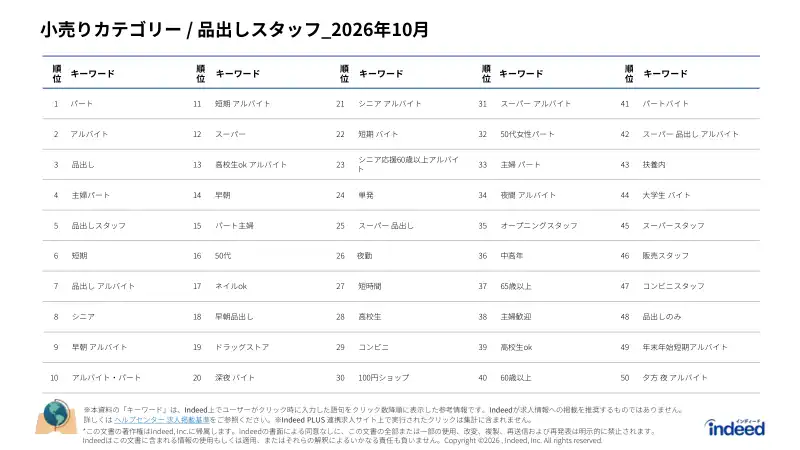 小売りカテゴリー / 品出しスタッフ_2026年10月
順位 キーワード 順位 キーワード 順位 キーワード 順位 キーワード 順位 キーワード
1 パート 11 短期 アルバイト 21 シニア アルバイト 31 スーパー アルバイト 41 パートバイト
2 アルバイト 12 スーパー 22 短期 バイト 32 50代女性パート 42 スーパー 品出し アルバイト
3 品出し 13 高校生ok アルバイト 23 シニア応援60歳以上アルバイト 33 主婦 パート 43 扶養内
4 主婦パート 14 早朝 24 単発 34 夜間 アルバイト 44 大学生 バイト
5 品出しスタッフ 15 パート主婦 25 スーパー 品出し 35 オープニングスタッフ 45 スーパースタッフ
6 短期 16 50代 26 夜勤 36 中高年 46 販売スタッフ
7 品出し アルバイト 17 ネイルok 27 短時間 37 65歳以上 47 コンビニスタッフ
8 シニア 18 早朝品出し 28 高校生 38 主婦歓迎 48 品出しのみ
9 早朝 アルバイト 19 ドラッグストア 29 コンビニ 39 高校生ok 49 年末年始短期アルバイト
10 アルバイト・パート 20 深夜 バイト 30 100円ショップ 40 60歳以上 50 夕方 夜 アルバイト
※本資料の「キーワード」は、Indeed上でユーザーがクリック時に入力した語句をクリック数降順に表示した参考情報です。Indeedが求人情報への掲載を推奨するものではありません。
詳しくは ヘルプセンター 求人掲載基準をご参照ください。※Indeed PLUS 連携求人サイト上で実行されたクリックは集計に含まれません。
*この文書の著作権はIndeed, Inc.に帰属します。Indeedの書面による同意なしに、この文書の全部または一部の使用、改変、複製、再送信および再発表は明示的に禁止されます。
Indeedはこの文書に含まれる情報の使用もしくは適用、またはそれらの解釈によるいかなる責任も負いません。Copyright ©2026 , Indeed, Inc. All rights reserved.
インディード
indeed